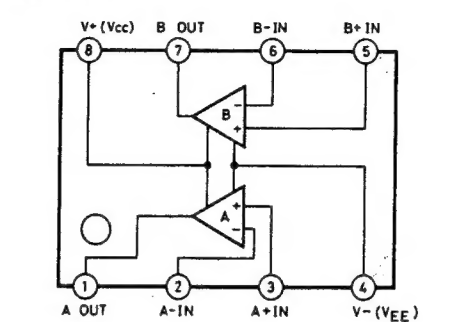 V+(Vcc) B OUT B-IN B+IN
8 7 6 5
B
-
+
A
+
-
1 2 3 4
A OUT A-IN A+IN V-(VEE)